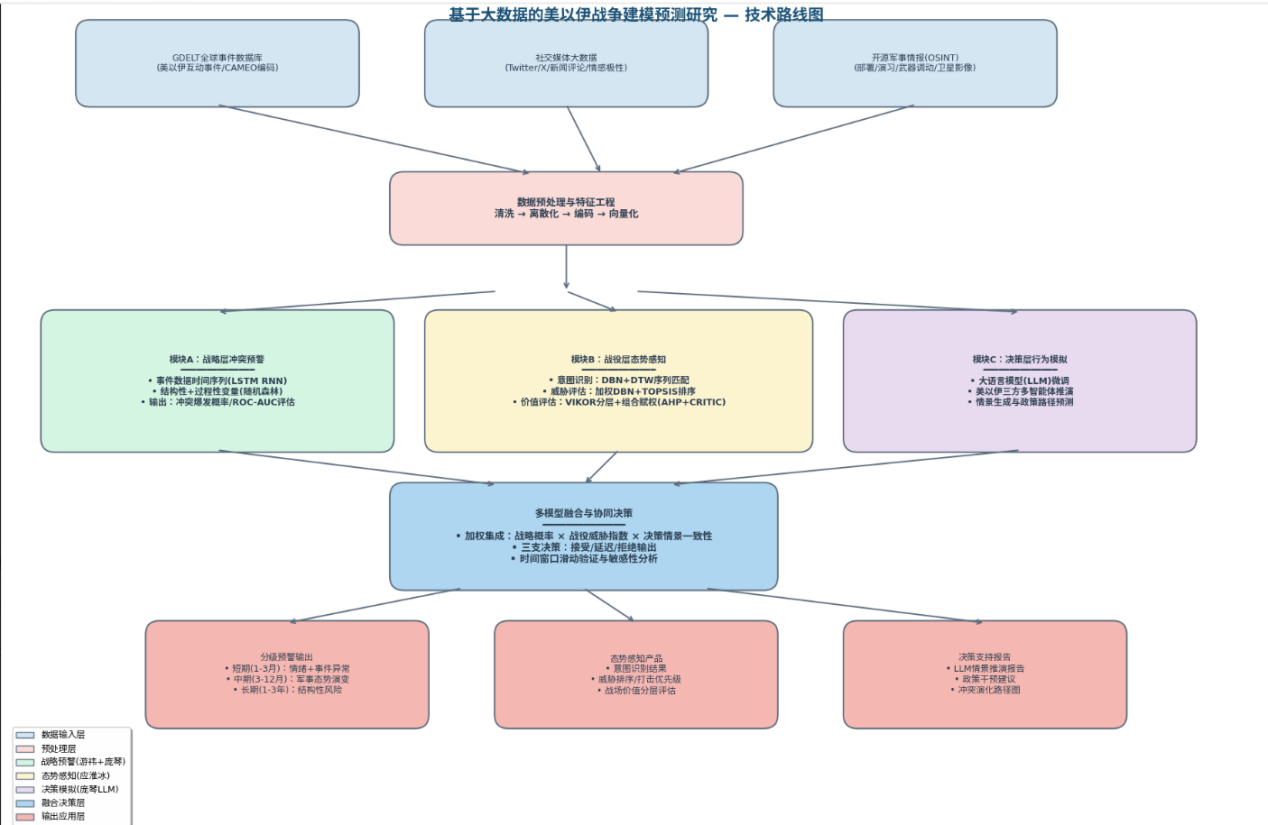 基于大数据的美以伊战争建模预测研究 — 技术路线图
GDELT全球事件数据库
(美以伊互动事件/CAMEO编码)
社交媒体大数据
(Twitter/X/新闻评论/情感极性)
开源军事情报(OSINT)
(部署/演习/武器调动/卫星影像)
数据预处理与特征工程
清洗 → 离散化 → 编码 → 向量化
模块A：战略层冲突预警
• 事件数据时间序列(LSTM RNN)
• 结构性+过程性变量(随机森林)
• 输出：冲突爆发概率/ROC-AUC评估
模块B：战役层态势感知
• 意图识别：DBN+DTW序列匹配
• 威胁评估：加权DBN+TOPSIS排序
• 价值评估：VIKOR分层+组合赋权(AHP+CRITIC)
模块C：决策层行为模拟
• 大语言模型(LLM)微调
• 美以伊三方多智能体推演
• 情景生成与政策路径预测
多模型融合与协同决策
• 加权集成：战略概率 × 战役威胁指数 × 决策情景一致性
• 三支决策：接受/延迟/拒绝输出
• 时间窗口滑动验证与敏感性分析
分级预警输出
• 短期(1-3月)：情绪+事件异常
• 中期(3-12月)：军事态势演变
• 长期(1-3年)：结构性风险
态势感知产品
• 意图识别结果
• 威胁排序/打击优先级
• 战场价值分层评估
决策支持报告
• LLM情景推演报告
• 政策干预建议
• 冲突演化路径图
数据输入层
预处理层
战略预警(游祎+庞琴)
态势感知(应淮冰)
决策模拟(庞琴LLM)
融合决策层
输出应用层